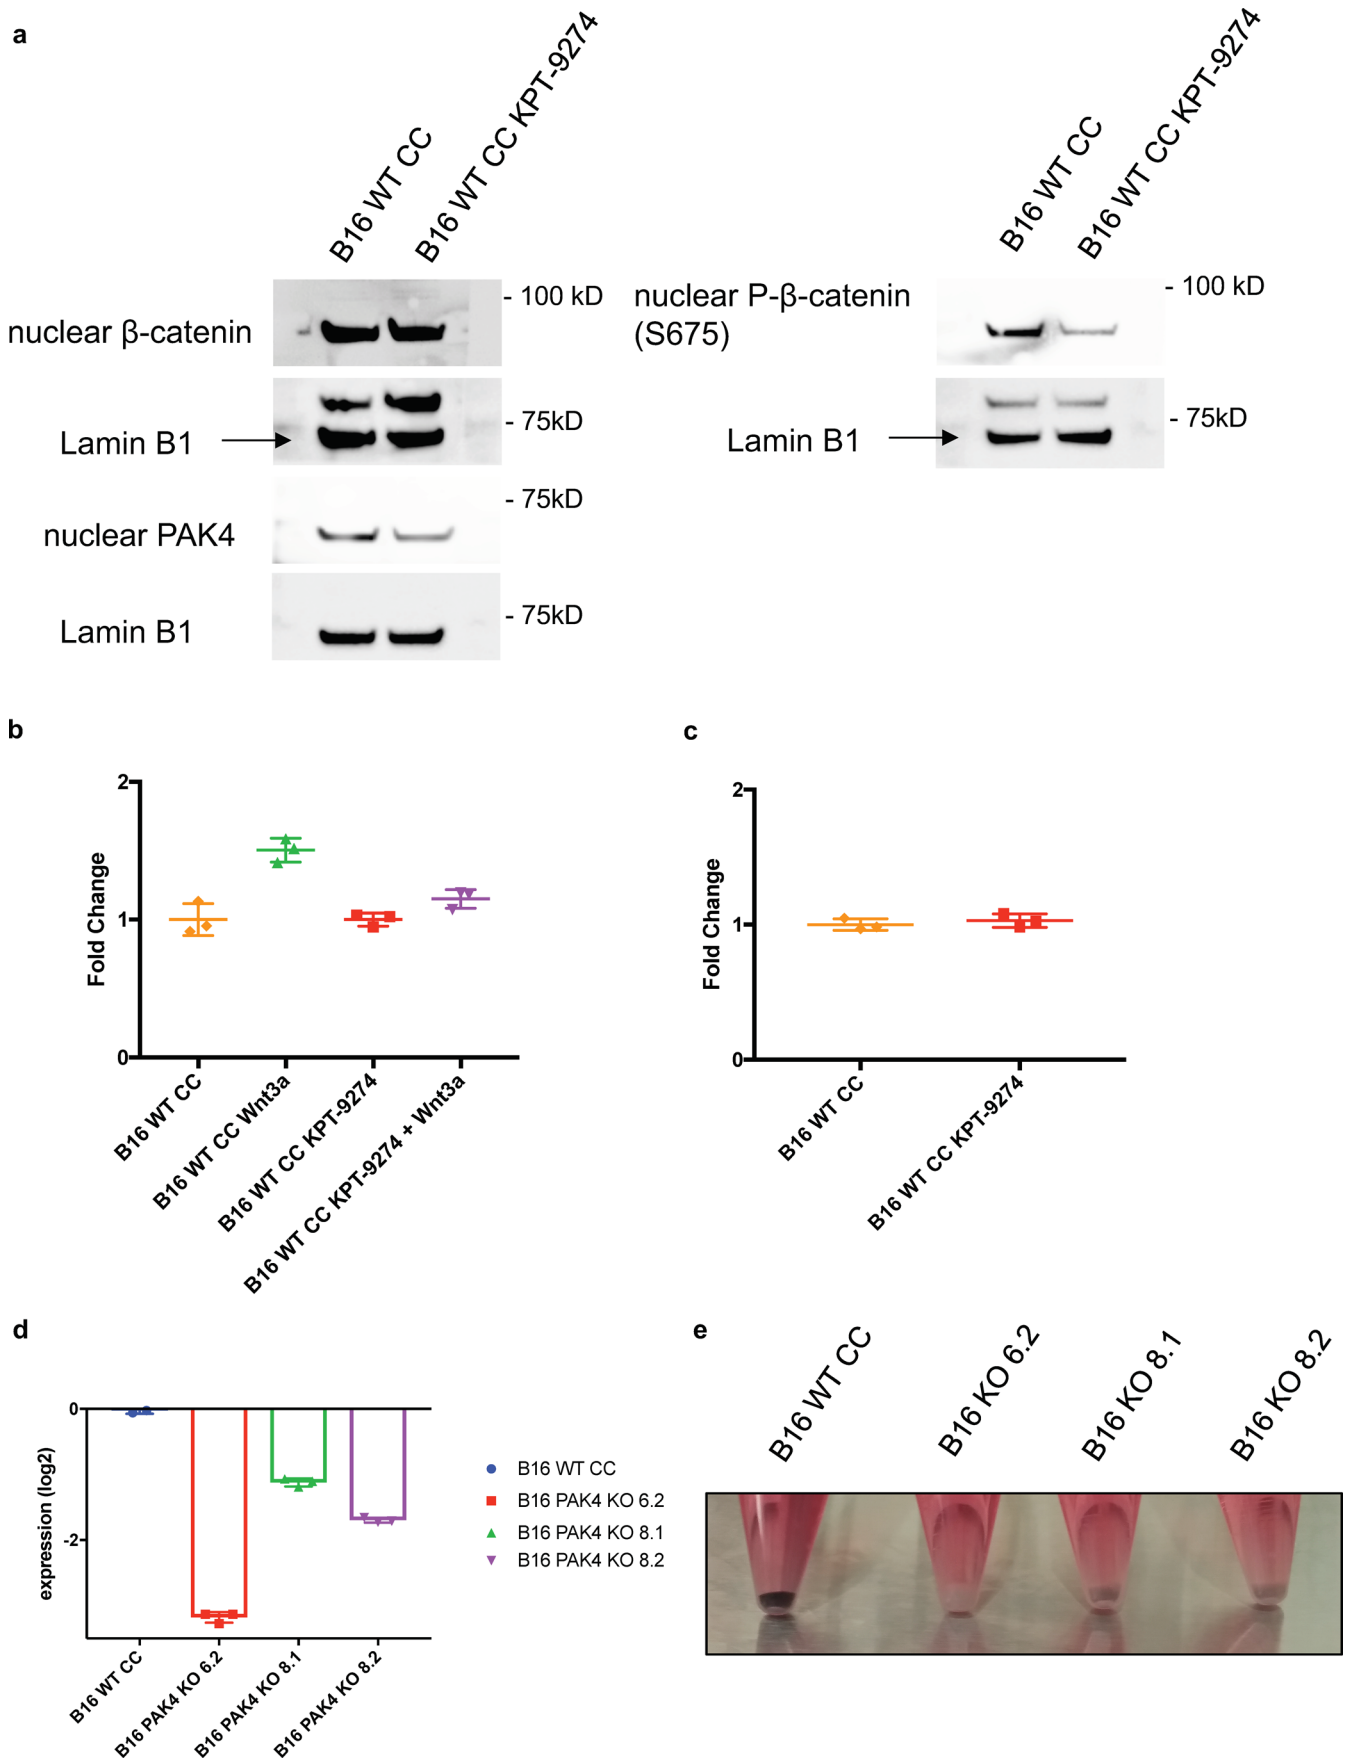 a
B16 WT CC
B16 WT CC KPT-9274
B16 WT CC
B16 WT CC KPT-9274
nuclear β-catenin
- 100 kD
Lamin B1
- 75kD
nuclear PAK4
- 75kD
Lamin B1
- 75kD
nuclear P-β-catenin
(S675)
- 100 kD
Lamin B1
- 75kD
b
Fold Change
2
1
0
B16 WT CC
B16 WT CC Wnt3a
B16 WT CC KPT-9274
B16 WT CC KPT-9274 + Wnt3a
c
Fold Change
2
1
0
B16 WT CC
B16 WT CC KPT-9274
d
expression (log2)
0
-2
B16 WT CC
B16 PAK4 KO 6.2
B16 PAK4 KO 8.1
B16 PAK4 KO 8.2
B16 WT CC
B16 PAK4 KO 6.2
B16 PAK4 KO 8.1
B16 PAK4 KO 8.2
e
B16 WT CC
B16 KO 6.2
B16 KO 8.1
B16 KO 8.2